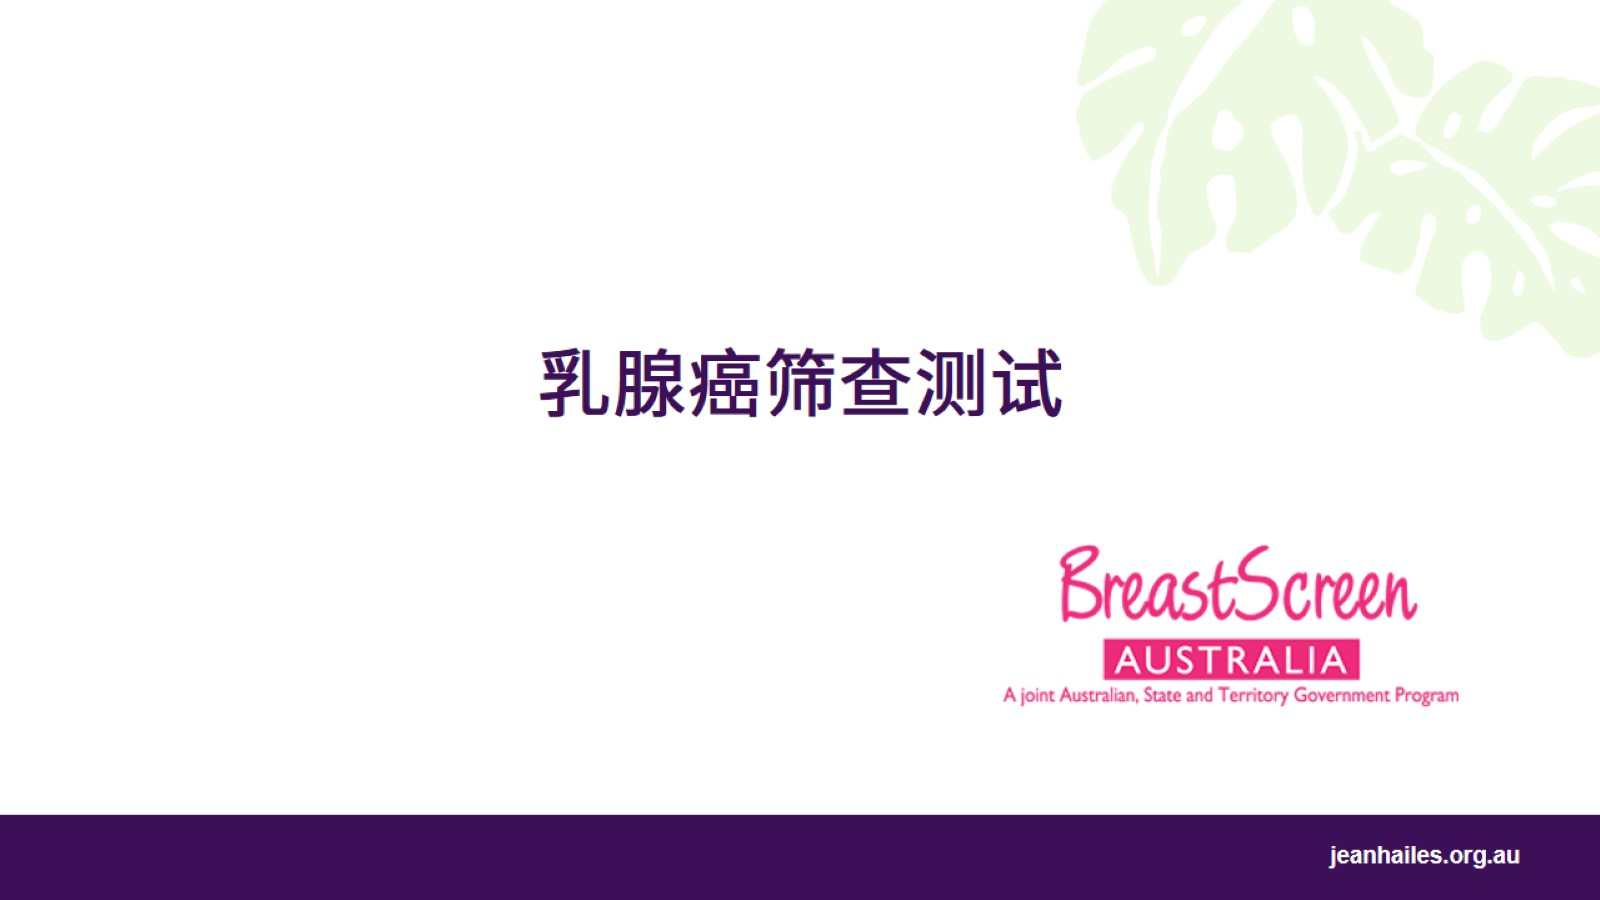 乳腺癌筛查测试
BreastScreen
AUSTRALIA
A joint Australian, State and Territory Government Program
jeanhailes.org.au